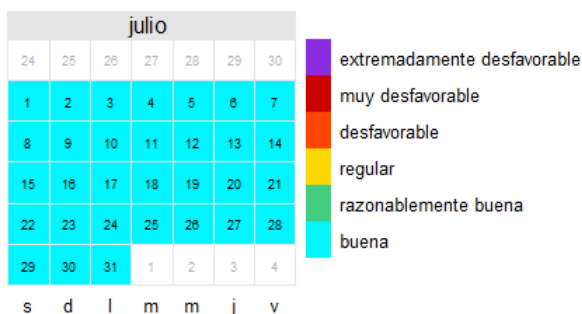 julio
24 25 26 27 28 29 30
1 2 3 4 5 6 7
8 9 10 11 12 13 14
15 16 17 18 19 20 21
22 23 24 25 26 27 28
29 30 31 1 2 3 4
s d l m m j v
extremadamente desfavorable
muy desfavorable
desfavorable
regular
razonablemente buena
buena